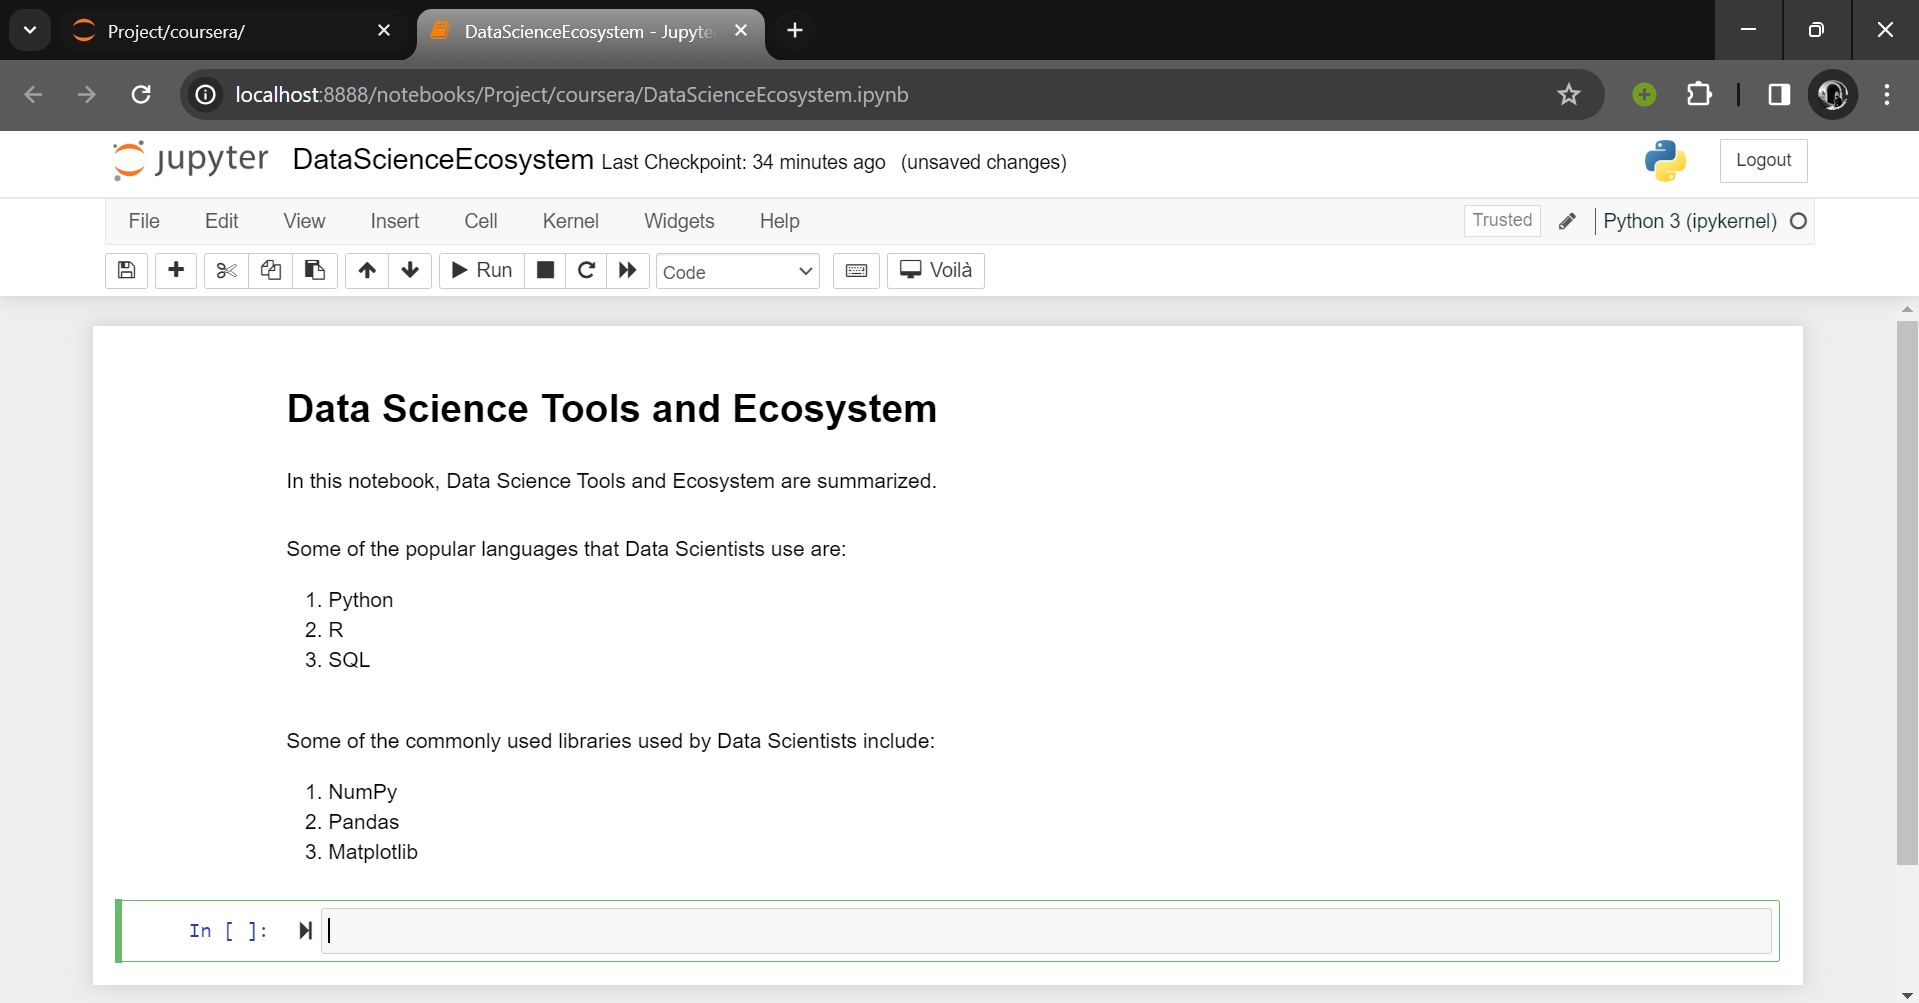 Project/coursera/
DataScienceEcosystem - Jupyte
localhost:8888/notebooks/Project/coursera/DataScienceEcosystem.ipynb
jupyter DataScienceEcosystem Last Checkpoint: 34 minutes ago (unsaved changes)
Logout
File Edit View Insert Cell Kernel Widgets Help
Trusted Python 3 (ipykernel)
Run Code Voilà
Data Science Tools and Ecosystem
In this notebook, Data Science Tools and Ecosystem are summarized.
Some of the popular languages that Data Scientists use are:
1. Python
2. R
3. SQL
Some of the commonly used libraries used by Data Scientists include:
1. NumPy
2. Pandas
3. Matplotlib
In [ ]: